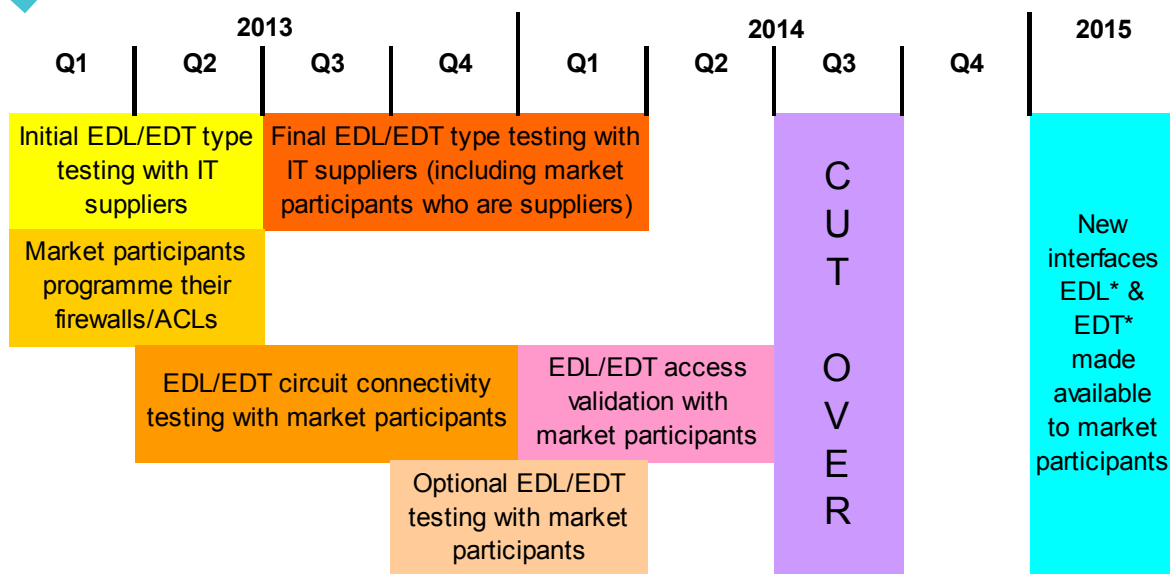 2013
2014
2015
Q1 Q2 Q3 Q4 Q1 Q2 Q3 Q4
Initial EDL/EDT type
testing with IT
suppliers
Final EDL/EDT type testing with
IT suppliers (including market
participants who are suppliers)
Market participants
programme their
firewalls/ACLs
EDL/EDT circuit connectivity
testing with market participants
EDL/EDT access
validation with
market participants
Optional EDL/EDT
testing with market
participants
C
U
T
O
V
E
R
New
interfaces
EDL* &
EDT*
made
available
to market
participants